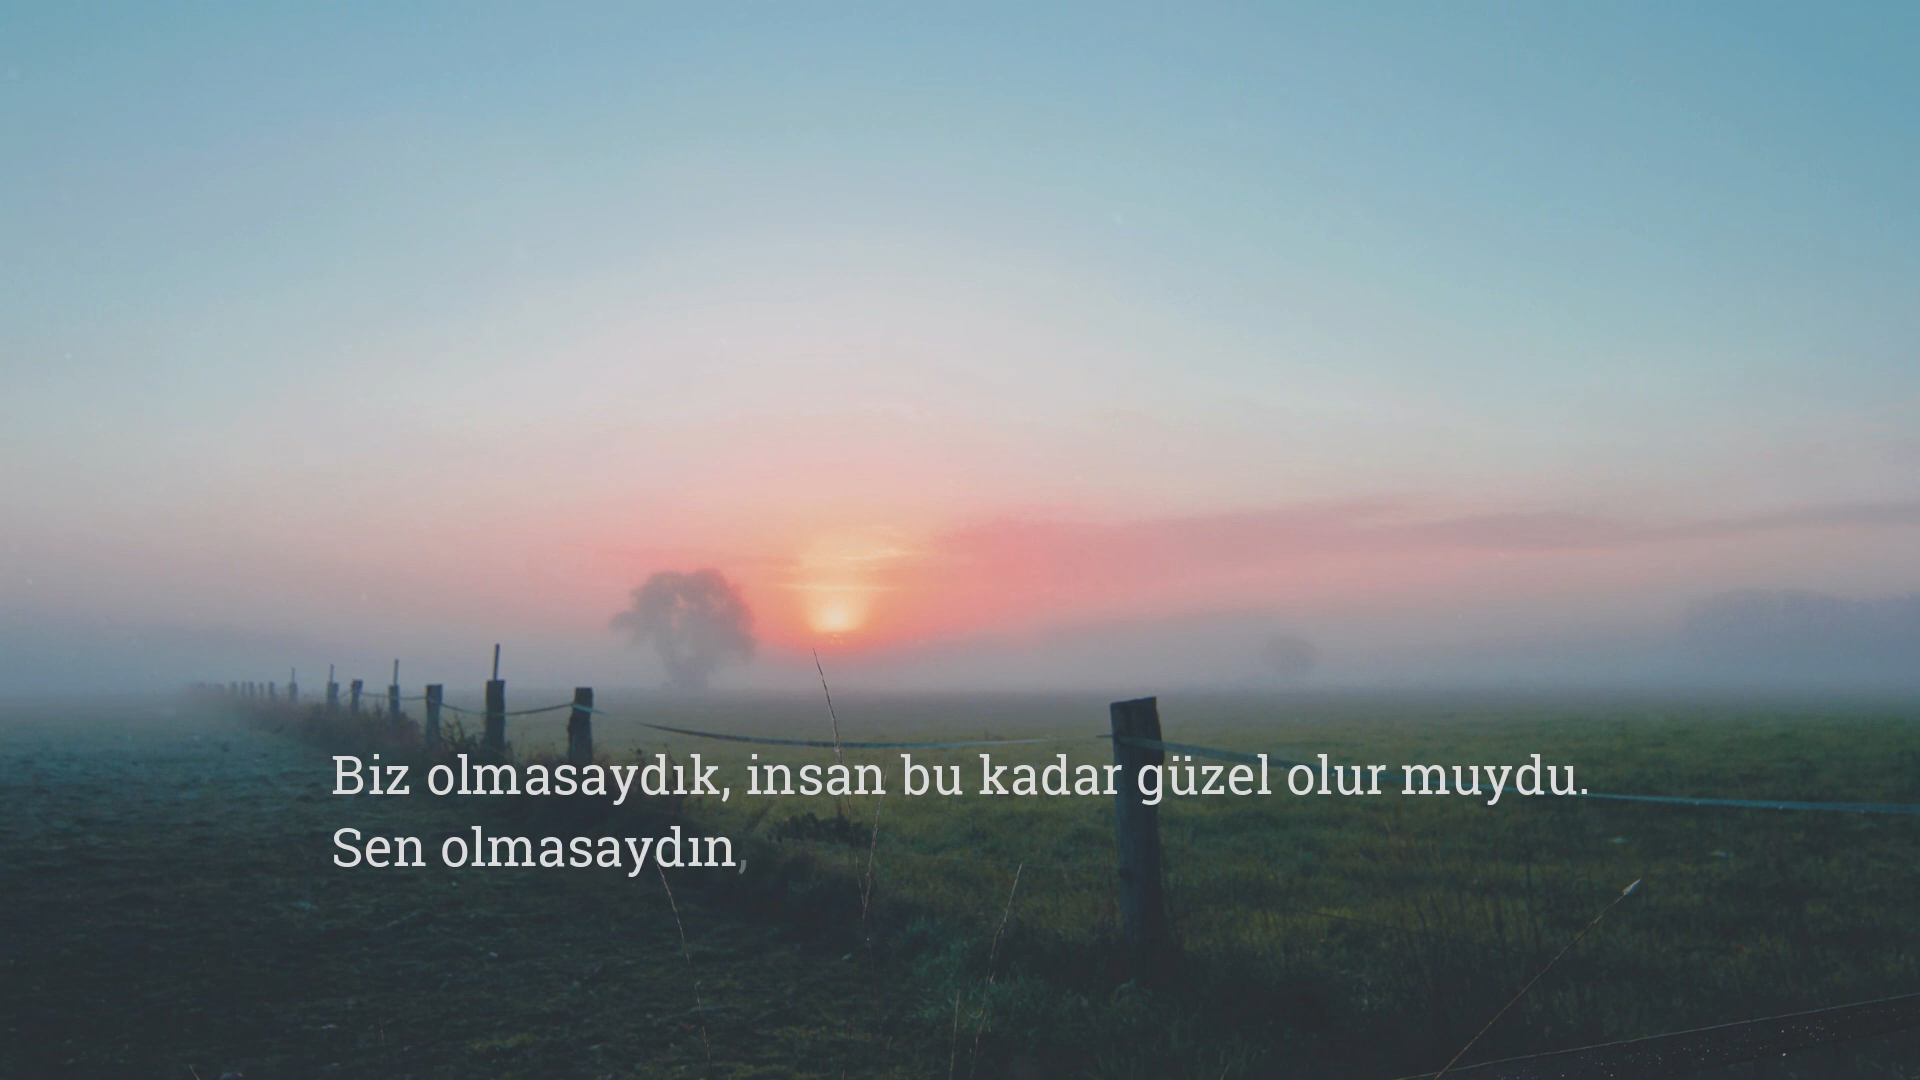 Biz olmasaydık, insan bu kadar güzel olur muydu.
Sen olmasaydın,